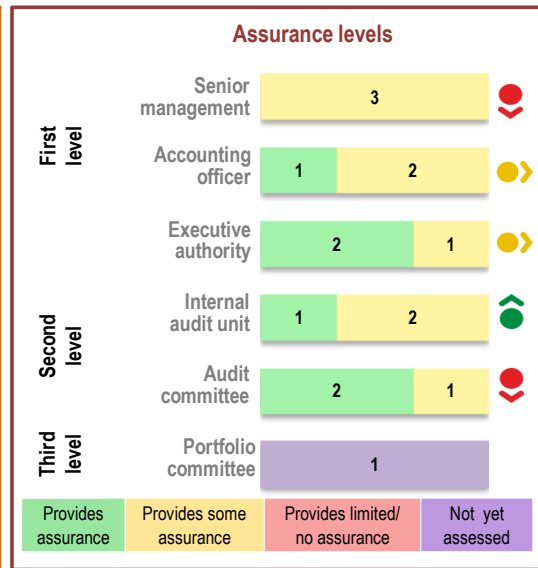 Assurance levels
First
level
Senior
management
3
Accounting
officer
1 2
Executive
authority
2 1
Second
level
Internal
audit unit
1 2
Audit
committee
2 1
Third
level
Portfolio
committee
1
Provides
assurance
Provides some
assurance
Provides limited/
no assurance
Not yet
assessed